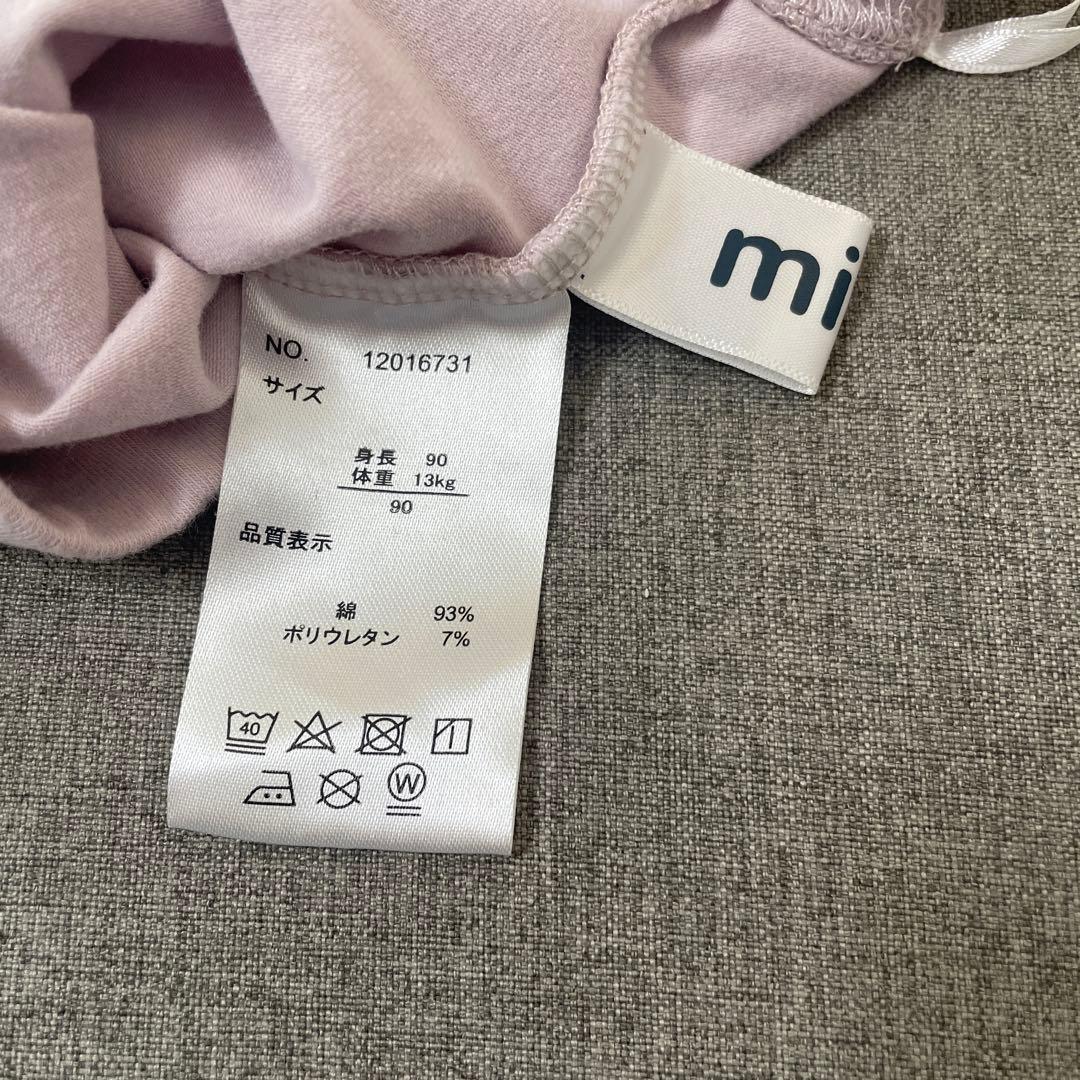 mi
NO. 12016731
サイズ
身長 90
体重 13kg
90
品質表示
綿 93%
ポリウレタン 7%
40
W